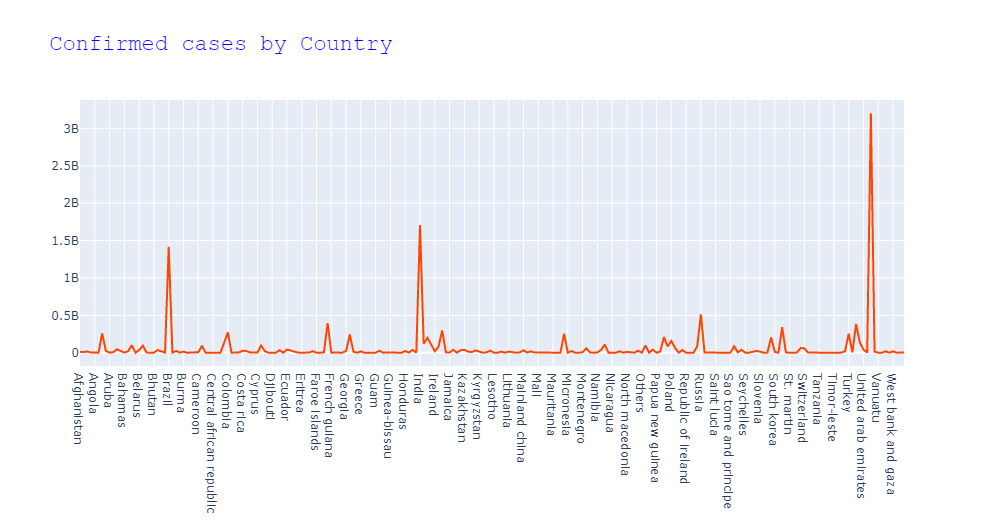 Confirmed cases by Country
3B
2.5B
2B
1.5B
1B
0.5B
0
Afghanistan
Angola
Aruba
Bahamas
Belarus
Bhutan
Brazil
Burma
Cameroon
Central african republic
Colombia
Costa rica
Cyprus
Djibouti
Ecuador
Eritrea
Faroe islands
French guiana
Georgia
Greece
Guam
Guinea-bissau
Honduras
India
Ireland
Jamaica
Kazakhstan
Kyrgyzstan
Lesotho
Lithuania
Mainland china
Mali
Mauritania
Micronesia
Montenegro
Namibia
Nicaragua
North macedonia
Others
Papua new guinea
Poland
Republic of ireland
Russia
Saint lucia
Sao tome and principe
Seychelles
Slovenia
South korea
St. martin
Switzerland
Tanzania
Timor-leste
Turkey
United arab emirates
Vanuatu
West bank and gaza